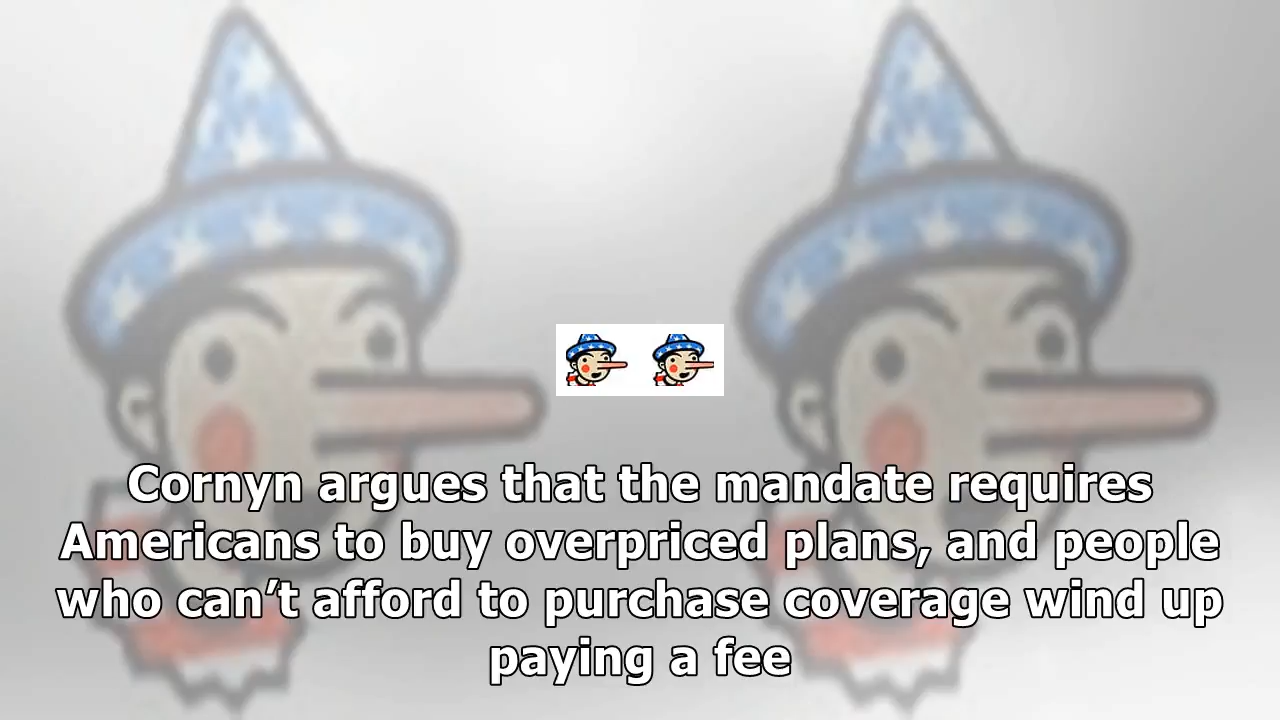 Cornyn argues that the mandate requires
Americans to buy overpriced plans, and people
who can’t afford to purchase coverage wind up
paying a fee